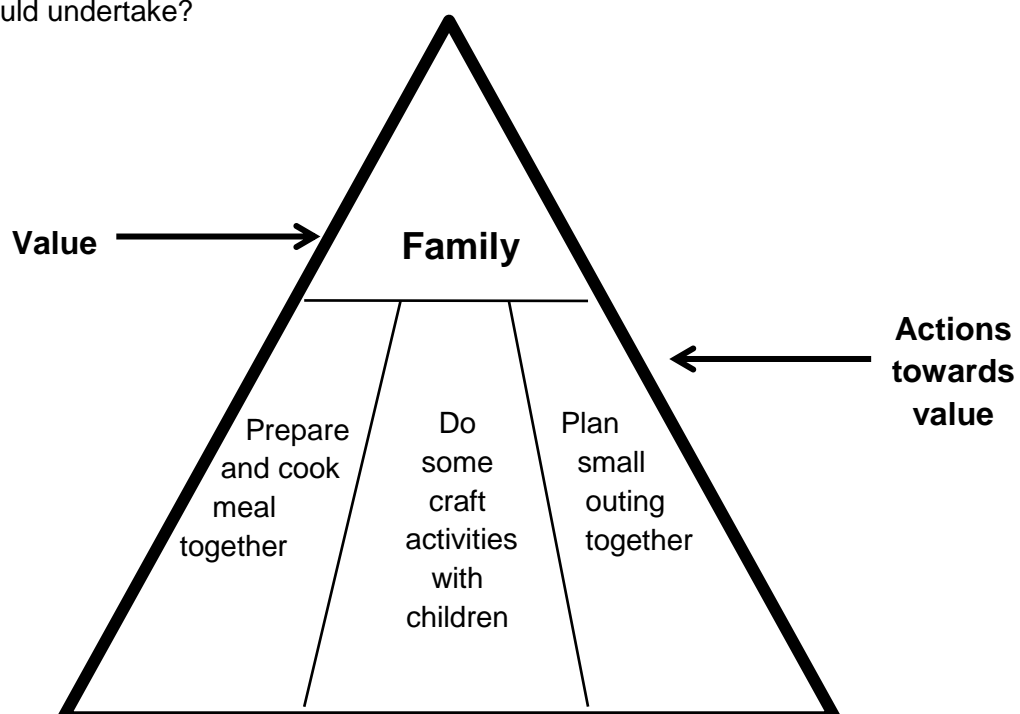 uld undertake?
Value
Family
Actions
towards
value
Prepare
and cook
meal
together
Do
some
craft
activities
with
children
Plan
small
outing
together